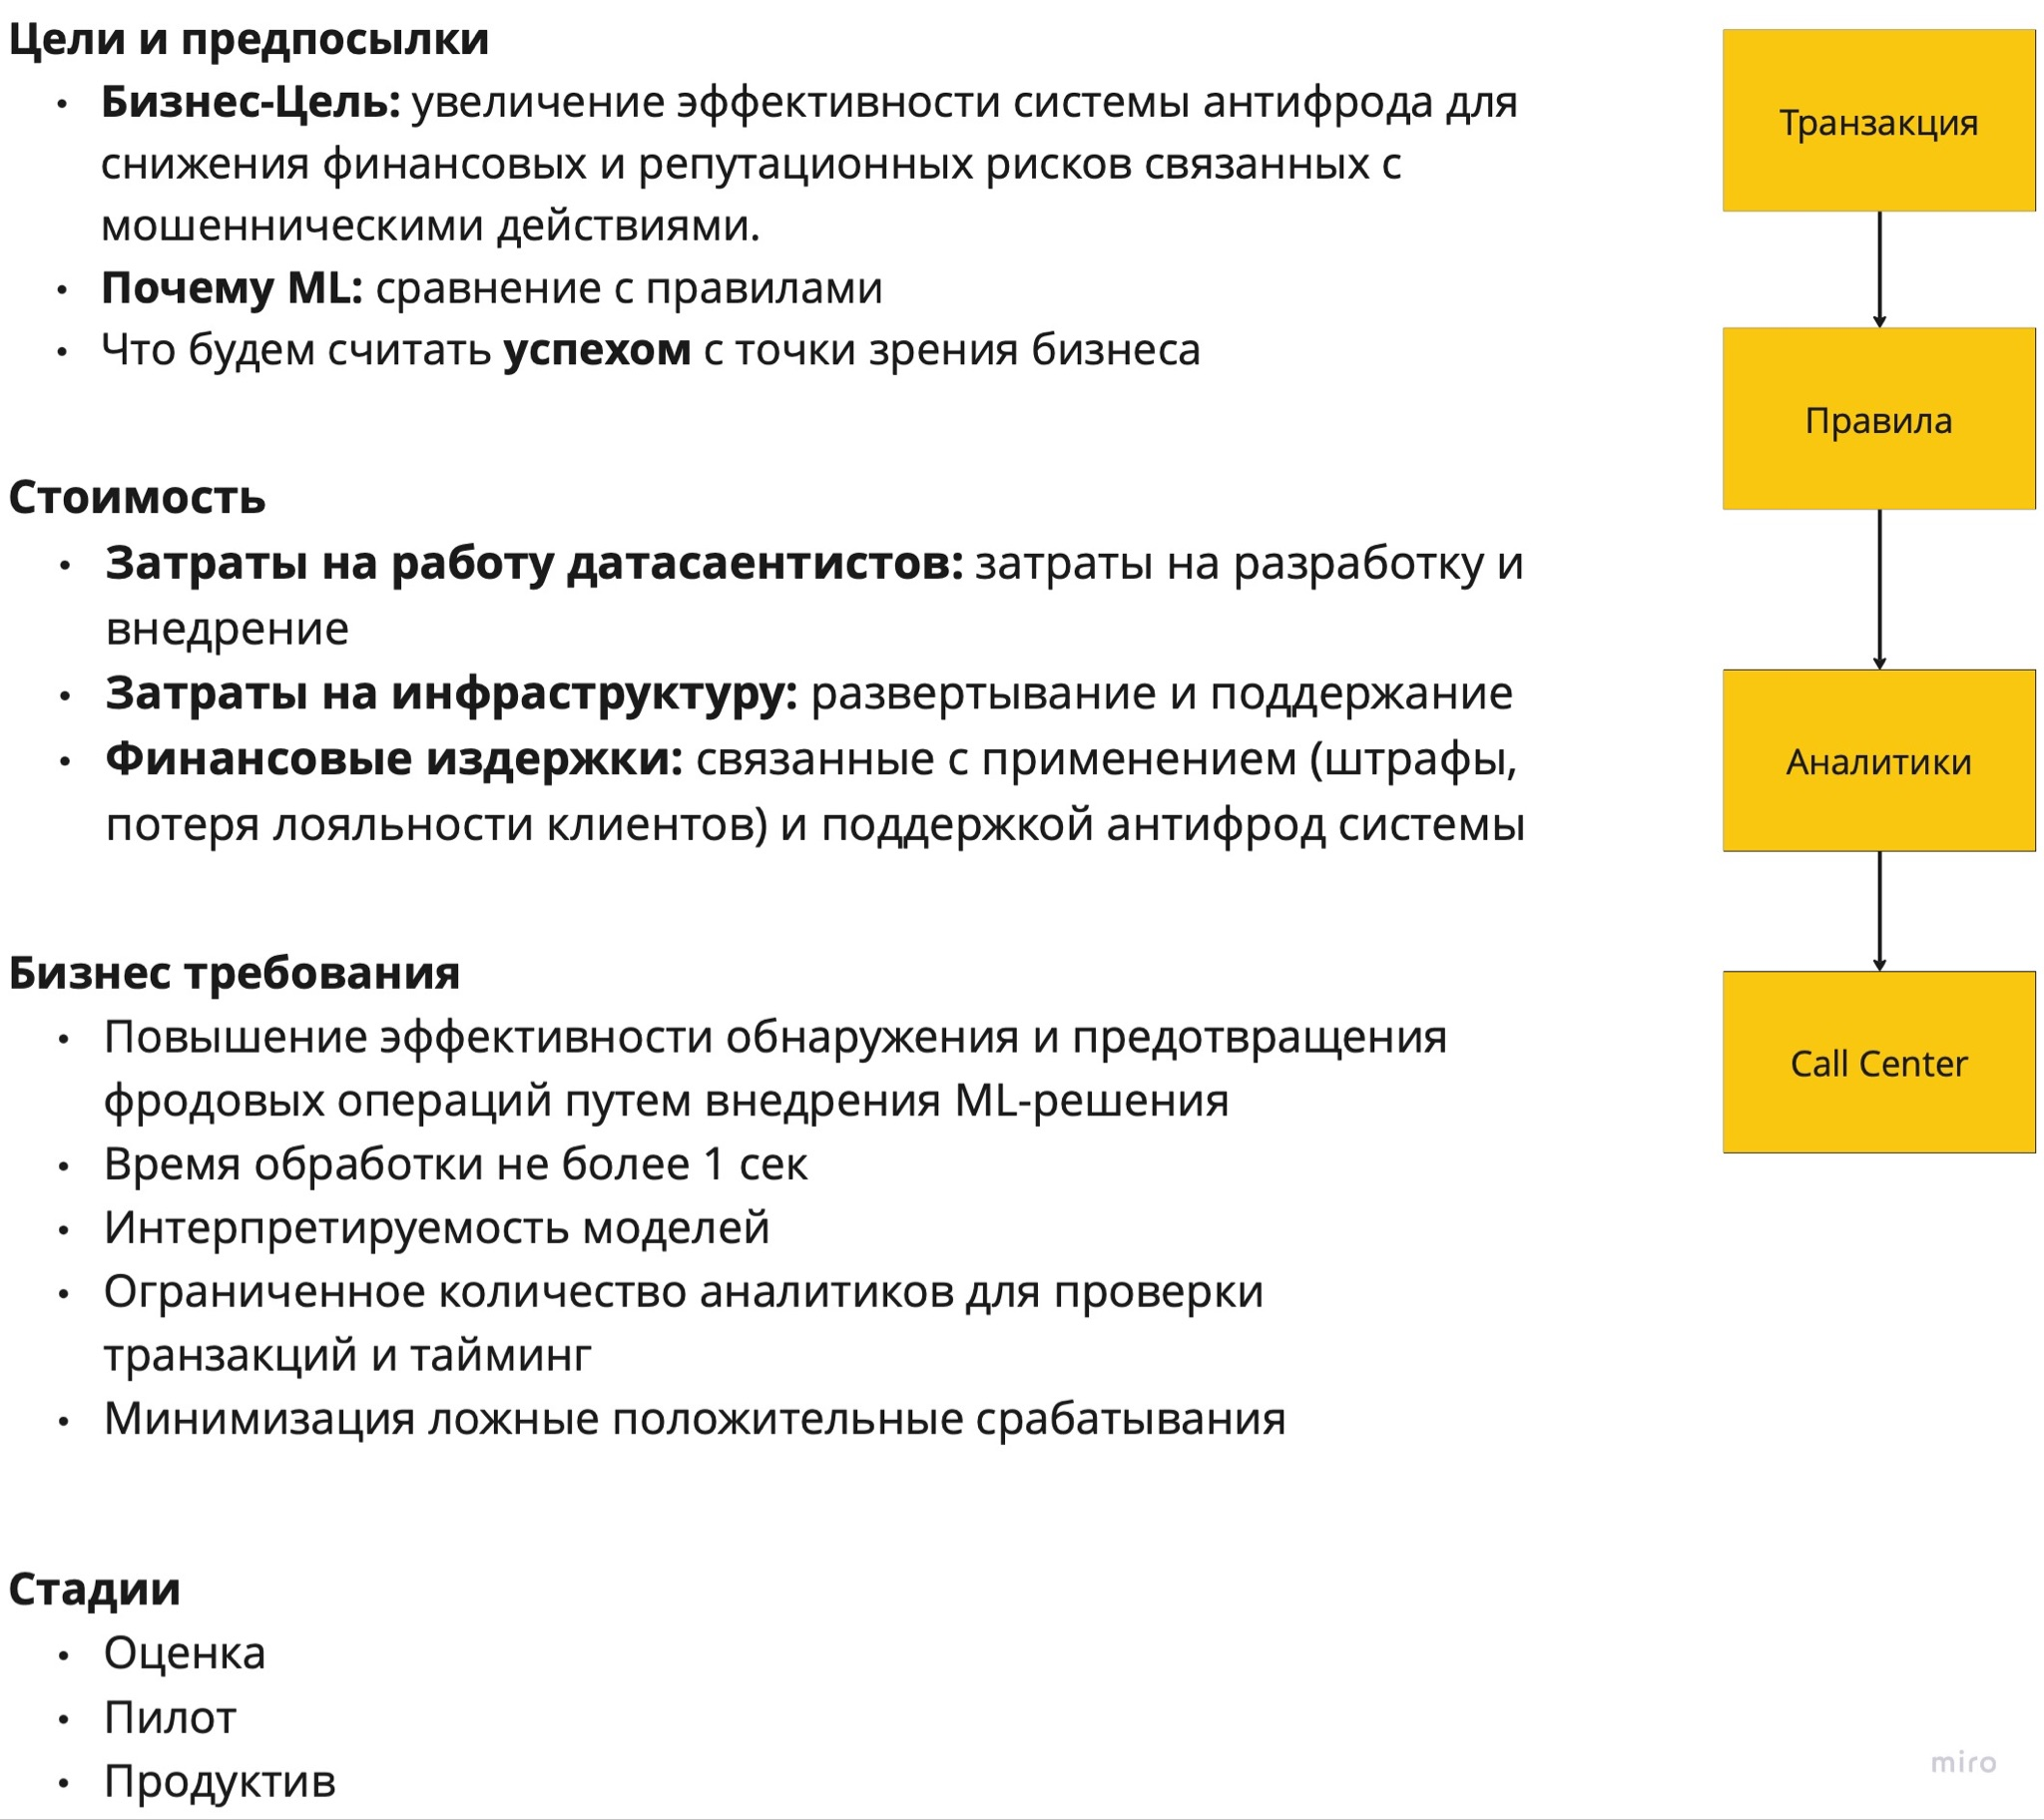 Цели и предпосылки
• Бизнес-Цель: увеличение эффективности системы антифрода для
снижения финансовых и репутационных рисков связанных с
мошенническими действиями.
• Почему ML: сравнение с правилами
• Что будем считать успехом с точки зрения бизнеса
Стоимость
• Затраты на работу датасаентистов: затраты на разработку и
внедрение
• Затраты на инфраструктуру: развертывание и поддержание
• Финансовые издержки: связанные с применением (штрафы,
потеря лояльности клиентов) и поддержкой антифрод системы
Бизнес требования
• Повышение эффективности обнаружения и предотвращения
фродовых операций путем внедрения ML-решения
• Время обработки не более 1 сек
• Интерпретируемость моделей
• Ограниченное количество аналитиков для проверки
транзакций и тайминг
• Минимизация ложные положительные срабатывания
Стадии
• Оценка
• Пилот
• Продуктив
Транзакция
Правила
Аналитики
Call Center
miro